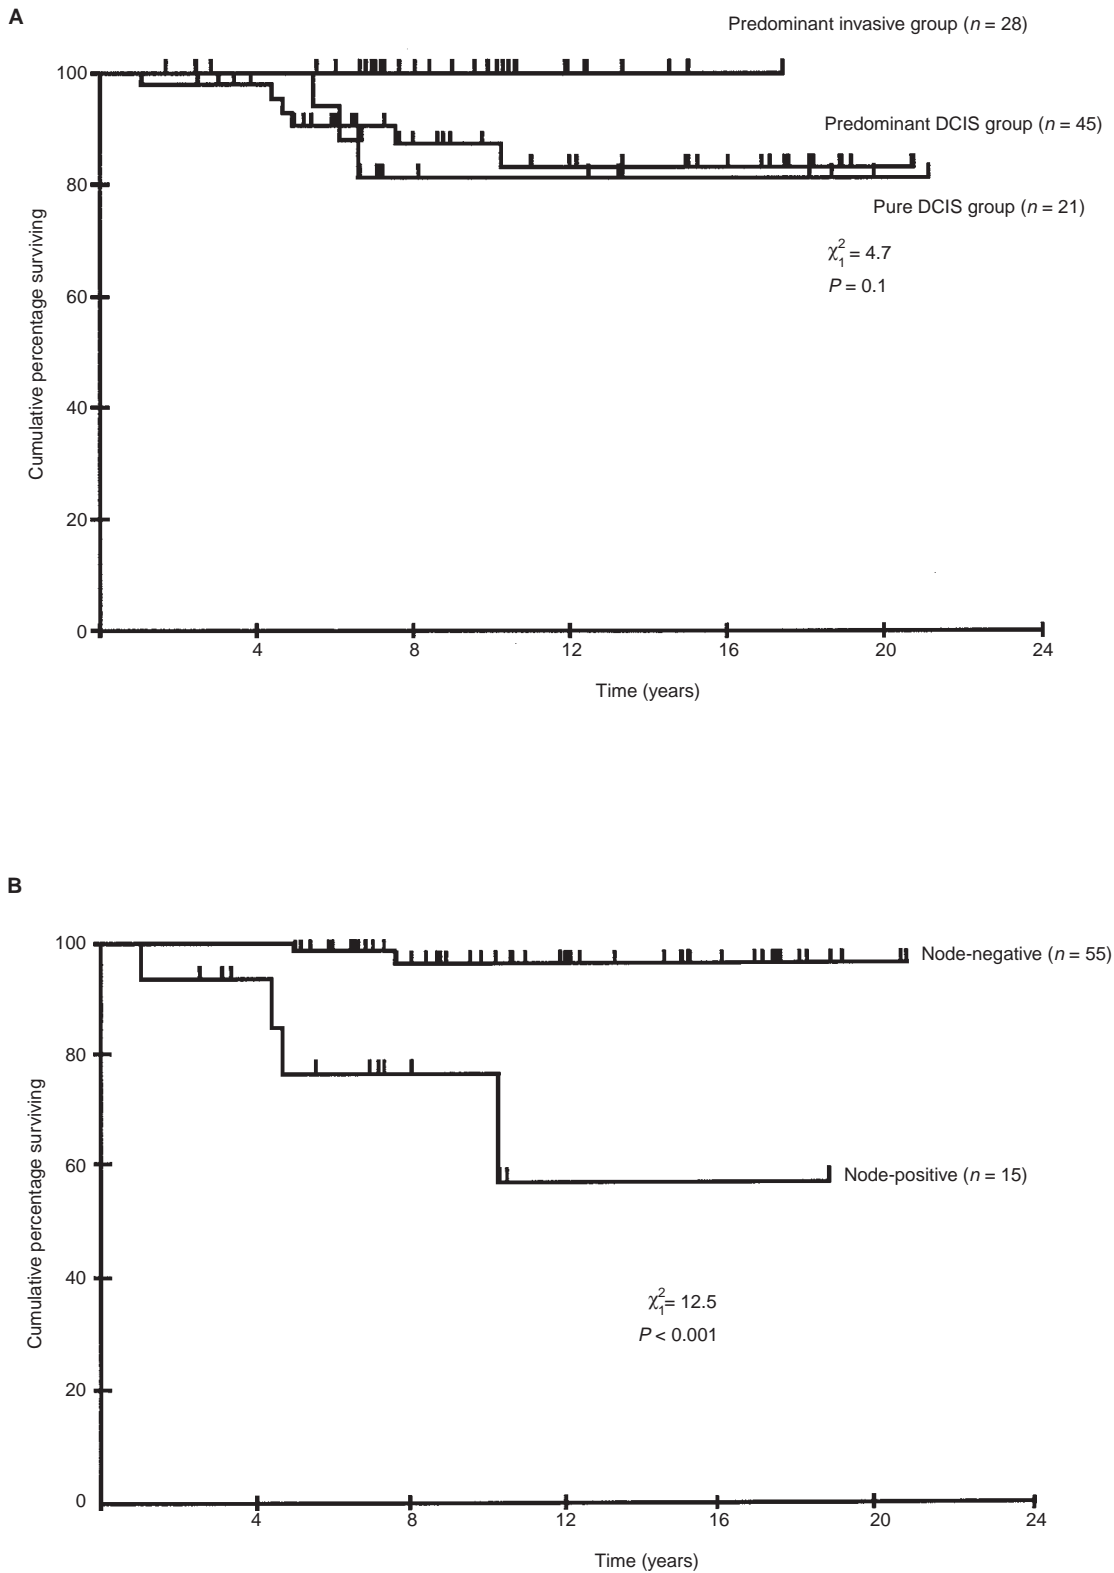 A
Predominant invasive group (n = 28)
100
Predominant DCIS group (n = 45)
80
Pure DCIS group (n = 21)
χ²₁ = 4.7
P = 0.1
60
40
20
0
Cumulative percentage surviving
4 8 12 16 20 24
Time (years)
B
100
Node-negative (n = 55)
80
60
Node-positive (n = 15)
40
χ²₁= 12.5
P < 0.001
20
0
Cumulative percentage surviving
4 8 12 16 20 24
Time (years)